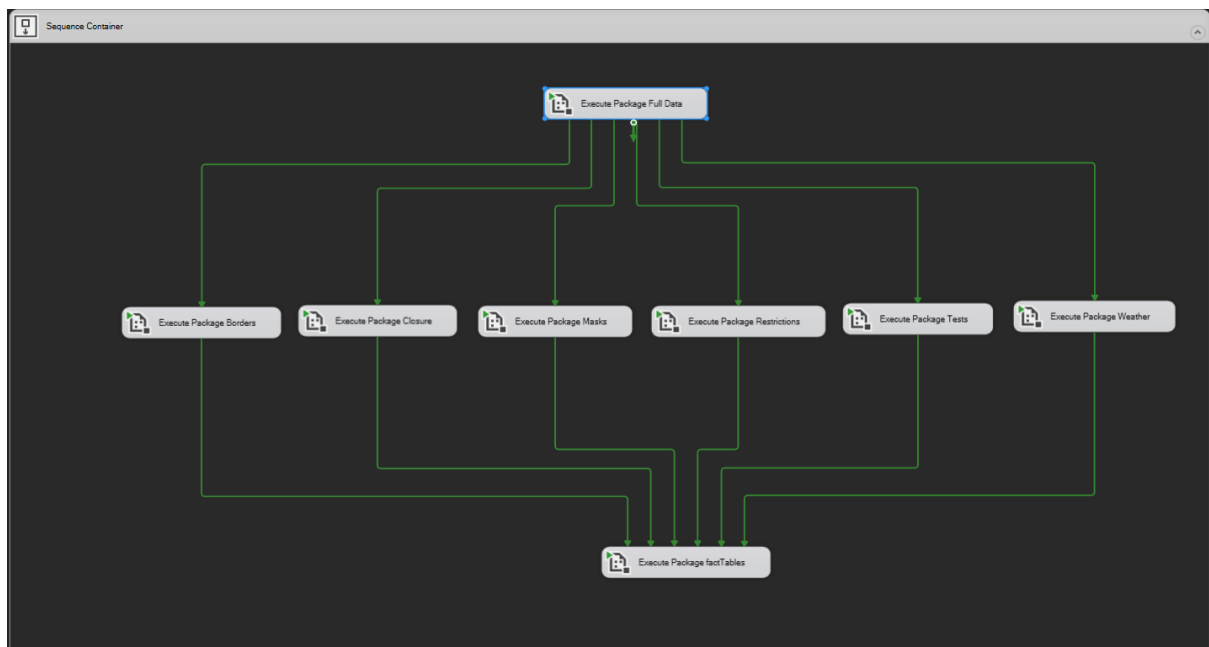 Sequence Container
Execute Package Full Data
Execute Package Borders
Execute Package Closure
Execute Package Masks
Execute Package Restrictions
Execute Package Tests
Execute Package Weather
Execute Package factTables